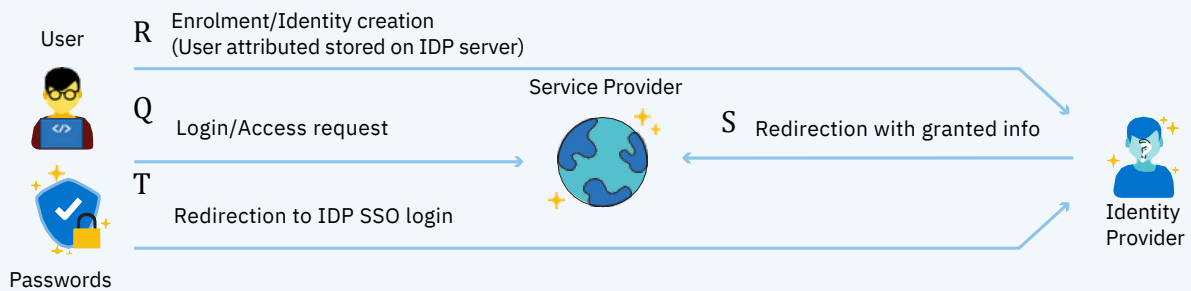 User
R
Enrolment/Identity creation
(User attributed stored on IDP server)
Service Provider
Q
Login/Access request
S
Redirection with granted info
T
Redirection to IDP SSO login
Identity
Provider
Passwords